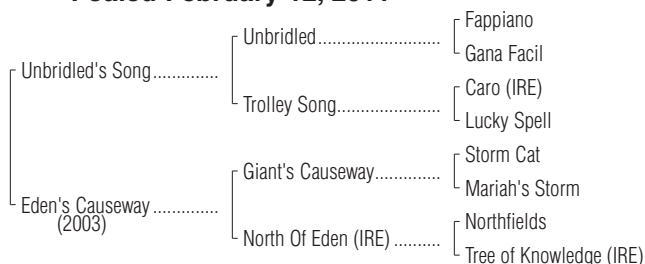 Foaled February 12, 2011
Unbridled's Song..............
Unbridled..........................
Fappiano
Gana Facil
Trolley Song......................
Caro (IRE)
Lucky Spell
Eden's Causeway ..............
(2003)
Giant's Causeway..............
Storm Cat
Mariah's Storm
North Of Eden (IRE) ..........
Northfields
Tree of Knowledge (IRE)